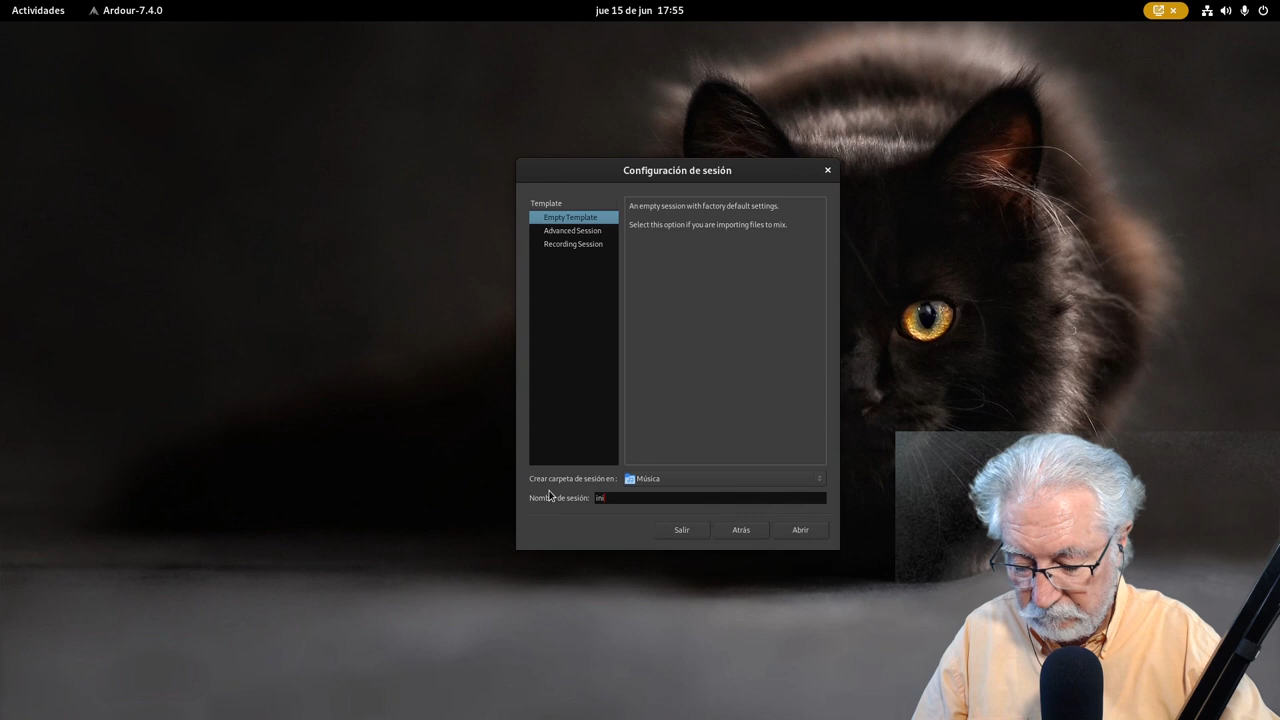 Actividades Ardour-7.4.0 jue 15 de jun 17:55
Configuración de sesión
Template
Empty Template
Advanced Session
Recording Session
An empty session with factory default settings.
Select this option if you are importing files to mix.
Crear carpeta de sesión en: Música
de sesión: ini
Salir Atrás Abrir